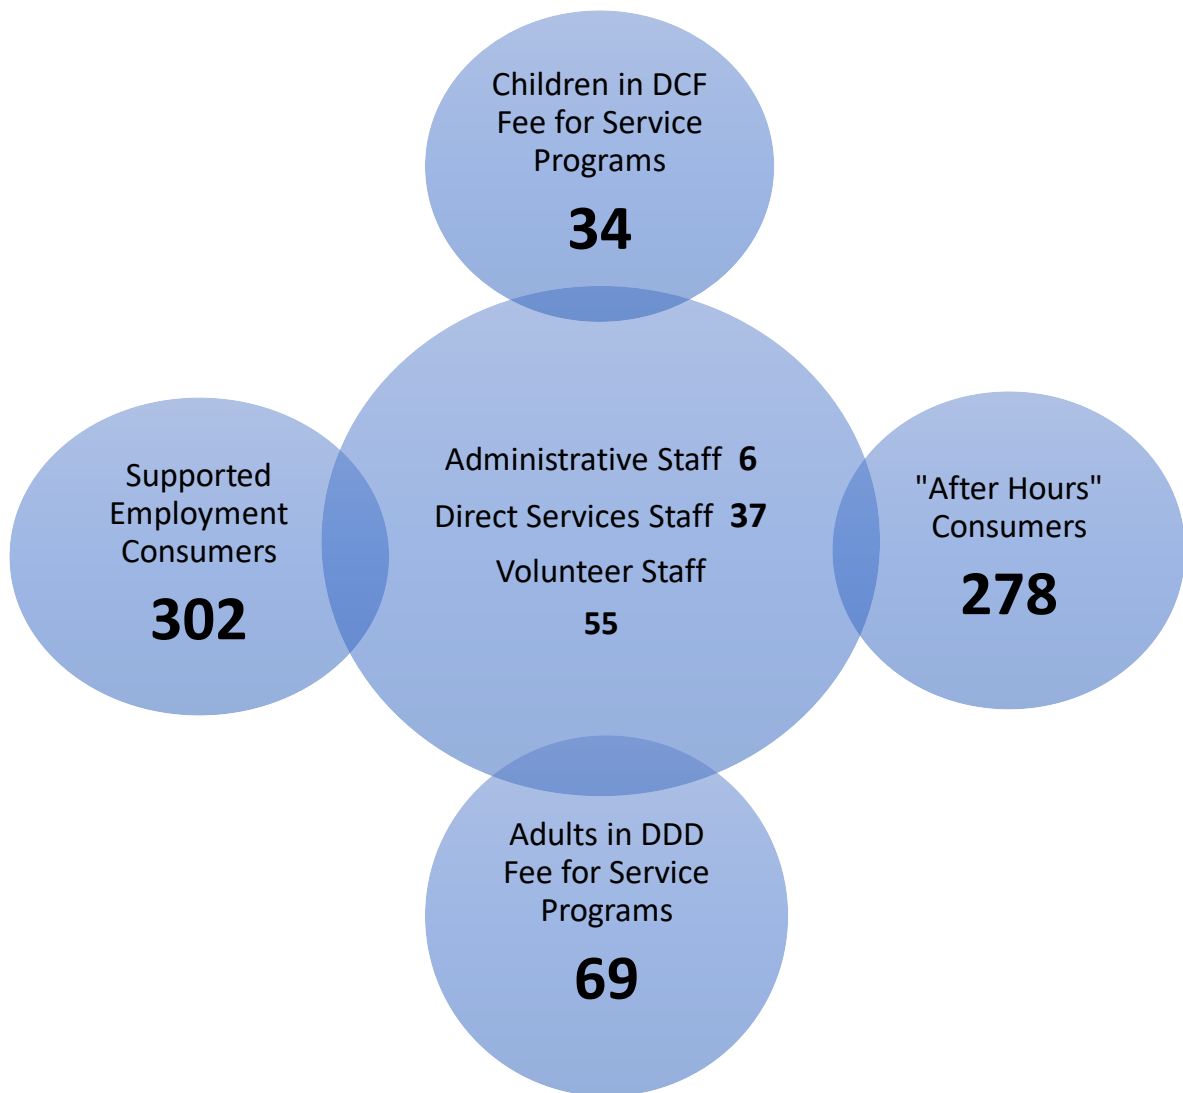 Children in DCF
Fee for Service
Programs
34
Supported
Employment
Consumers
302
Administrative Staff 6
Direct Services Staff 37
Volunteer Staff
55
"After Hours"
Consumers
278
Adults in DDD
Fee for Service
Programs
69